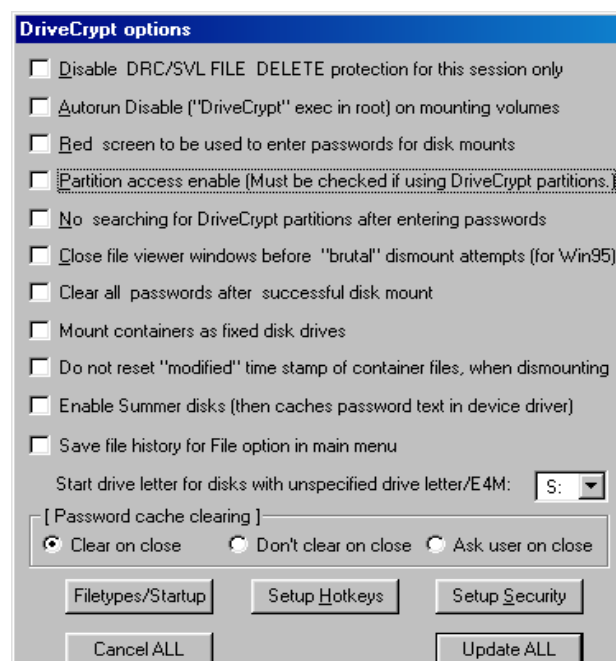 DriveCrypt options
Disable DRC/SVL FILE DELETE protection for this session only
Autorun Disable ("DriveCrypt" exec in root) on mounting volumes
Red screen to be used to enter passwords for disk mounts
Partition access enable (Must be checked if using DriveCrypt partitions.)
No searching for DriveCrypt partitions after entering passwords
Close file viewer windows before "brutal" dismount attempts (for Win95)
Clear all passwords after successful disk mount
Mount containers as fixed disk drives
Do not reset "modified" time stamp of container files, when dismounting
Enable Summer disks (then caches password text in device driver)
Save file history for File option in main menu
Start drive letter for disks with unspecified drive letter/E4M: S:
[ Password cache clearing ]
Clear on close Don't clear on close Ask user on close
Filetypes/Startup Setup Hotkeys Setup Security
Cancel ALL Update ALL